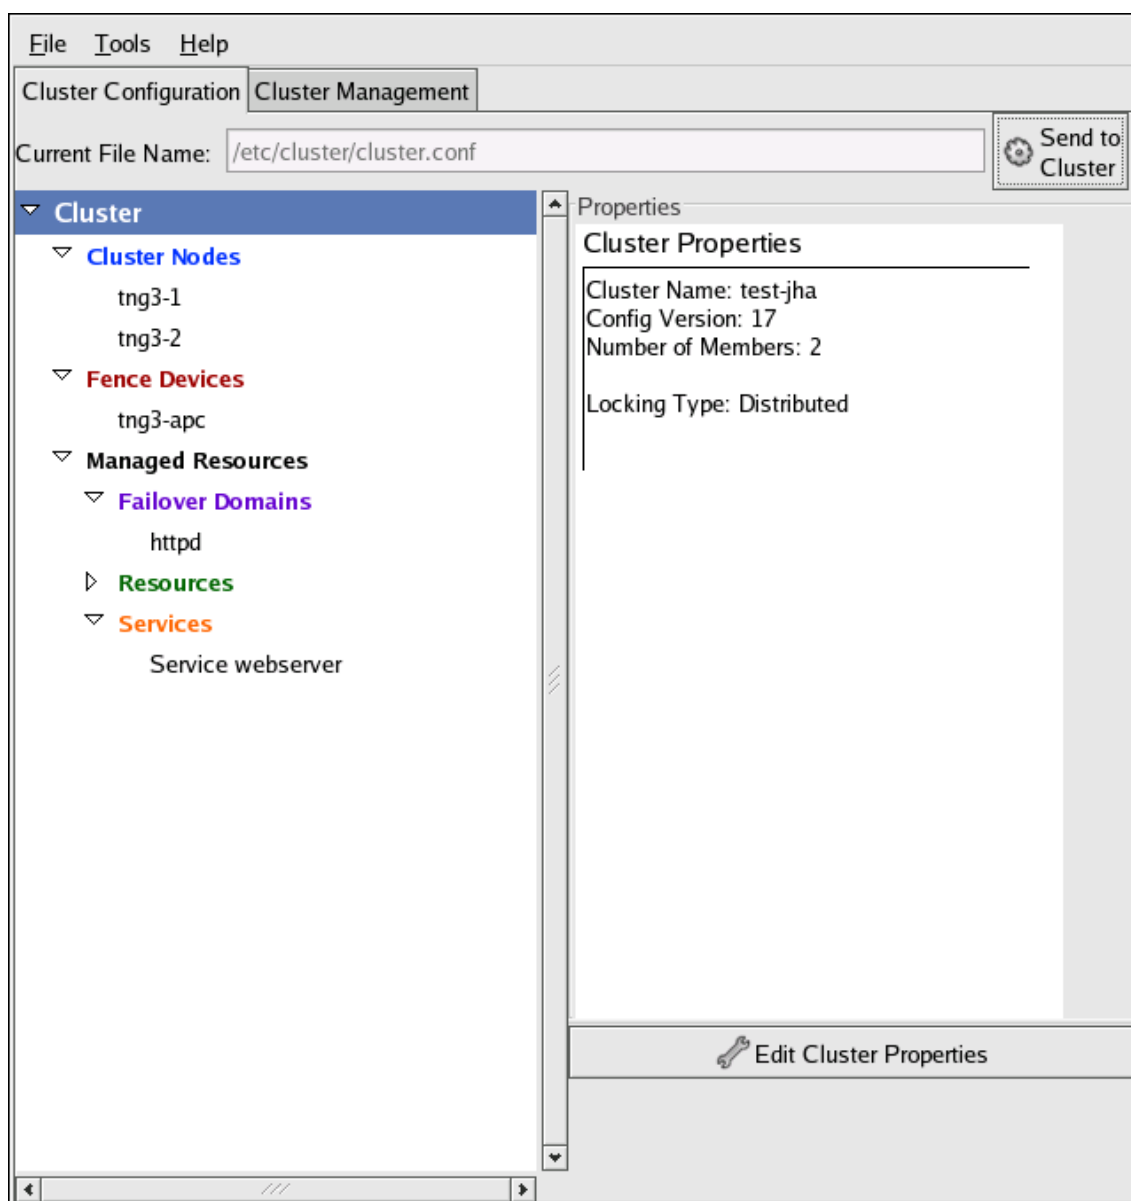 File Tools Help
Cluster Configuration Cluster Management
Current File Name: /etc/cluster/cluster.conf
Send to
Cluster
Cluster
Cluster Nodes
tng3-1
tng3-2
Fence Devices
tng3-apc
Managed Resources
Failover Domains
httpd
Resources
Services
Service webserver
Properties
Cluster Properties
Cluster Name: test-jha
Config Version: 17
Number of Members: 2
Locking Type: Distributed
Edit Cluster Properties